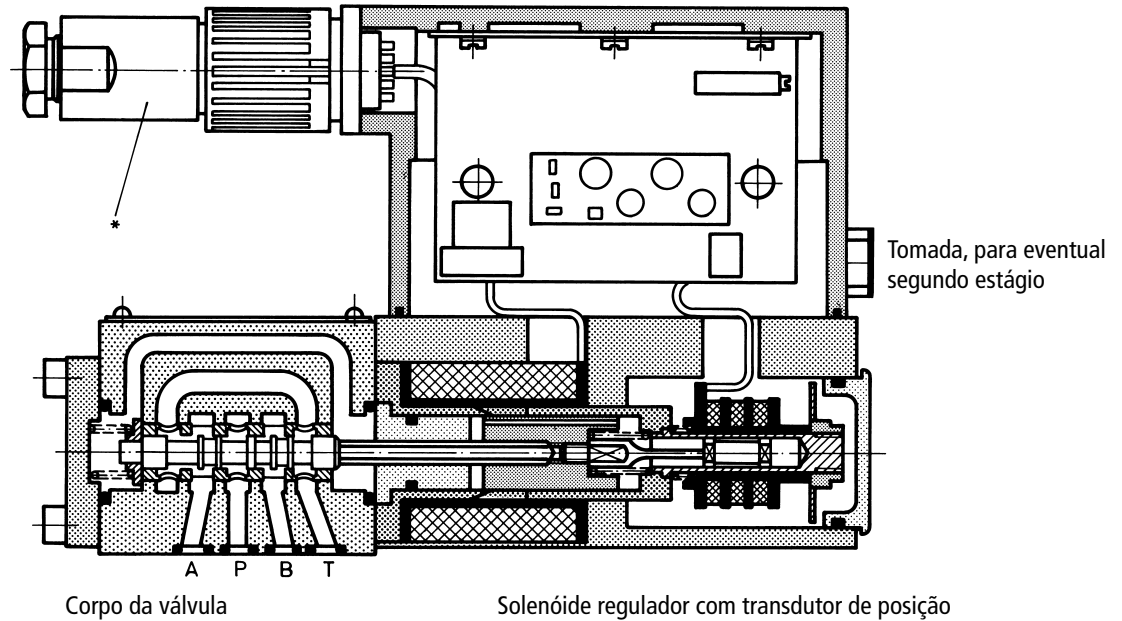 *
Tomada, para eventual
segundo estágio
A P B T
Corpo da válvula
Solenóide regulador com transdutor de posição